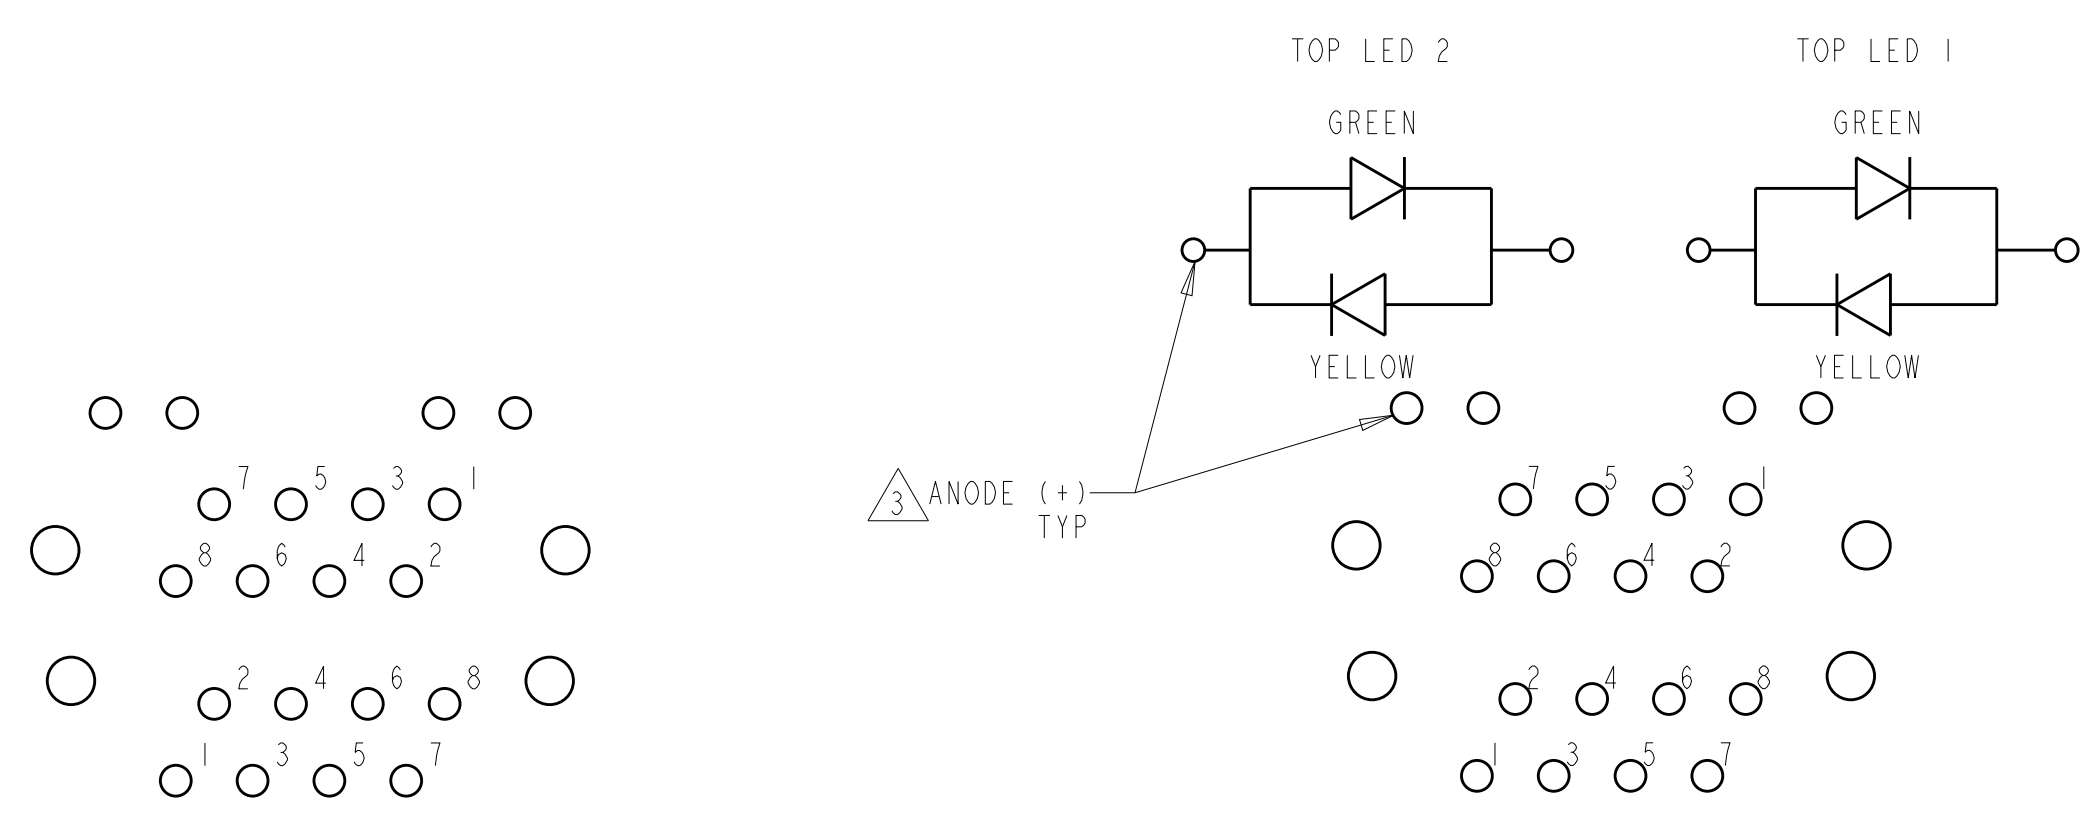 TOP LED 2 TOP LED 1
GREEN GREEN
YELLOW YELLOW
7 5 3 1
8 6 4 2
2 4 6 8
1 3 5 7
3 ANODE (+)
TYP
7 5 3 1
8 6 4 2
2 4 6 8
1 3 5 7